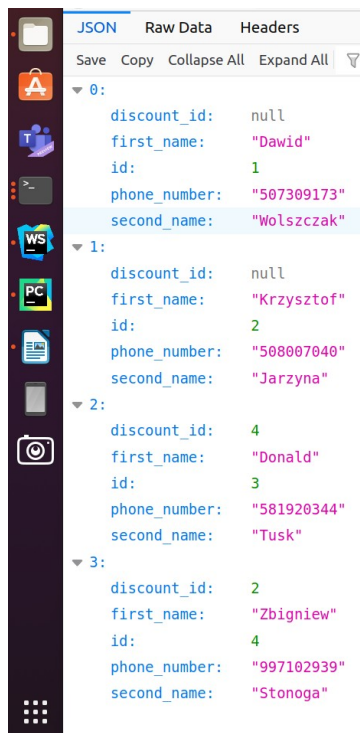 JSON Raw Data Headers
Save Copy Collapse All Expand All
0:
discount_id: null
first_name: "Dawid"
id: 1
phone_number: "507309173"
second_name: "Wolszczak"
1:
discount_id: null
first_name: "Krzysztof"
id: 2
phone_number: "508007040"
second_name: "Jarzyna"
2:
discount_id: 4
first_name: "Donald"
id: 3
phone_number: "581920344"
second_name: "Tusk"
3:
discount_id: 2
first_name: "Zbigniew"
id: 4
phone_number: "997102939"
second_name: "Stonoga"
A
T
>_
WS
PC